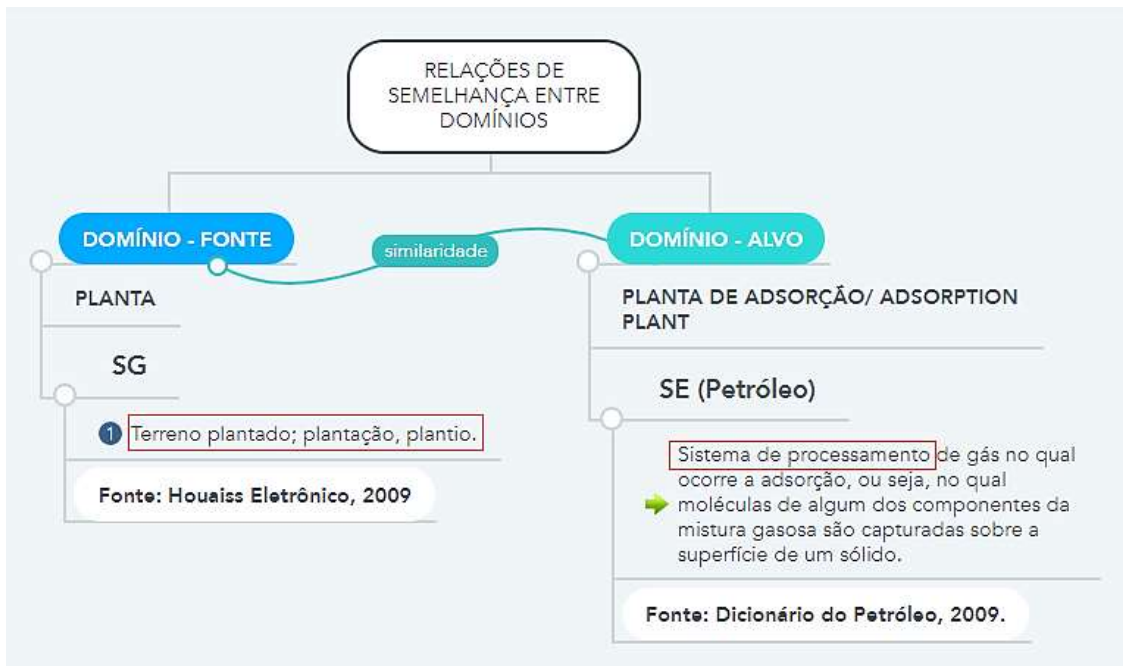 RELAÇÕES DE
SEMELHANÇA ENTRE
DOMÍNIOS
DOMÍNIO - FONTE
similaridade
DOMÍNIO - ALVO
PLANTA
PLANTA DE ADSORÇÃO/ ADSORPTION
PLANT
SG
SE (Petróleo)
1 Terreno plantado; plantação, plantio.
Fonte: Houaiss Eletrônico, 2009
Sistema de processamento de gás no qual
ocorre a adsorção, ou seja, no qual
moléculas de algum dos componentes da
mistura gasosa são capturadas sobre a
superfície de um sólido.
Fonte: Dicionário do Petróleo, 2009.